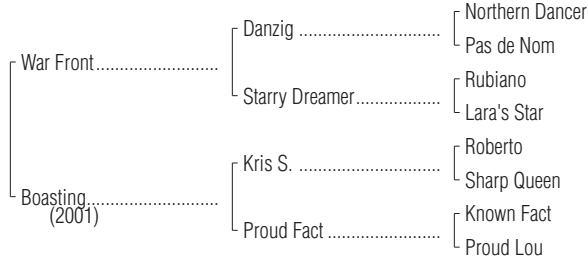 Northern Dancer
Danzig ..............................
Pas de Nom
War Front..........................
Rubiano
Starry Dreamer..................
Lara's Star
Roberto
Kris S. ..............................
Sharp Queen
Boasting............................
(2001)
Known Fact
Proud Fact ........................
Proud Lou